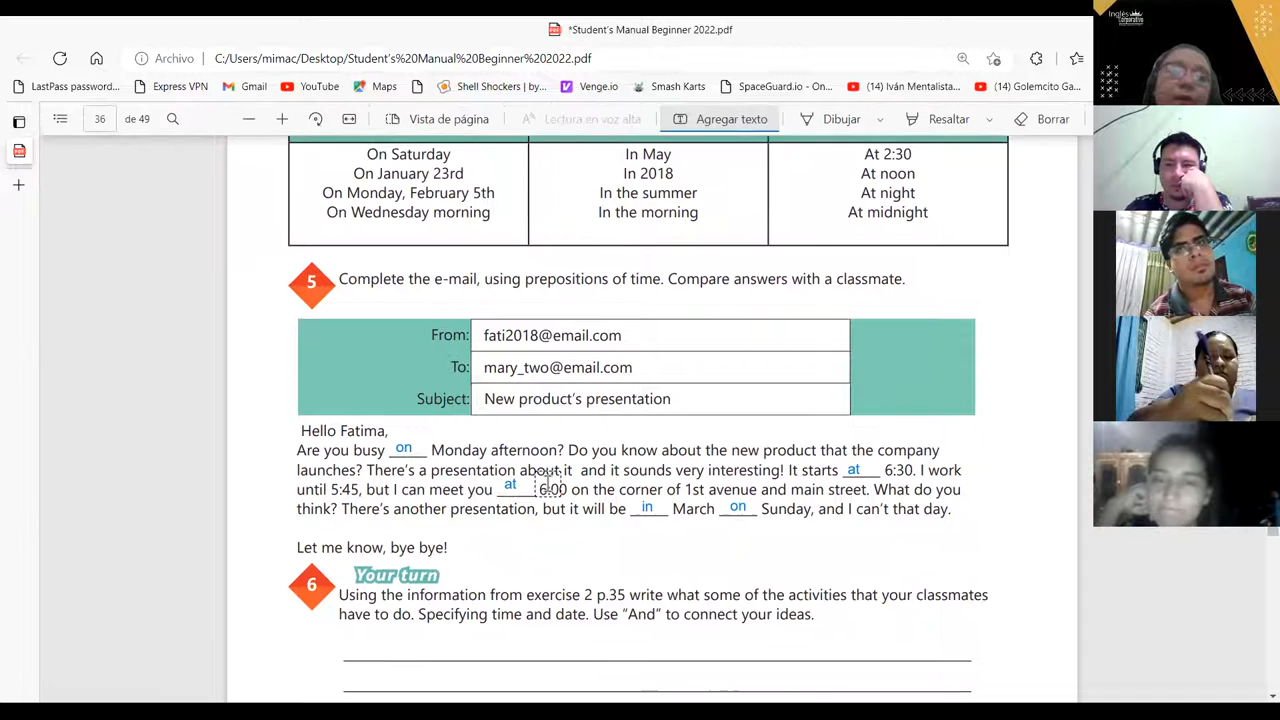 *Student's Manual Beginner 2022.pdf
Archivo C:/Users/mimac/Desktop/Student's%20Manual%20Beginner%202022.pdf
LastPass password... Express VPN Gmail YouTube Maps Shell Shockers | by... Venge.io Smash Karts SpaceGuard.io - On... (14) Iván Mentalista... (14) Golemcito Ga...
36 de 49 Vista de página Lectura en voz alta Agregar texto Dibujar Resaltar Borrar
On Saturday In May At 2:30
On January 23rd In 2018 At noon
On Monday, February 5th In the summer At night
On Wednesday morning In the morning At midnight
5 Complete the e-mail, using prepositions of time. Compare answers with a classmate.
From: fati2018@email.com
To: mary_two@email.com
Subject: New product's presentation
Hello Fatima,
Are you busy on Monday afternoon? Do you know about the new product that the company
launches? There's a presentation about it and it sounds very interesting! It starts at 6:30. I work
until 5:45, but I can meet you at 6:00 on the corner of 1st avenue and main street. What do you
think? There's another presentation, but it will be in March on Sunday, and I can't that day.
Let me know, bye bye!
Your turn
6 Using the information from exercise 2 p.35 write what some of the activities that your classmates
have to do. Specifying time and date. Use "And" to connect your ideas.
Inglés
Corporativo